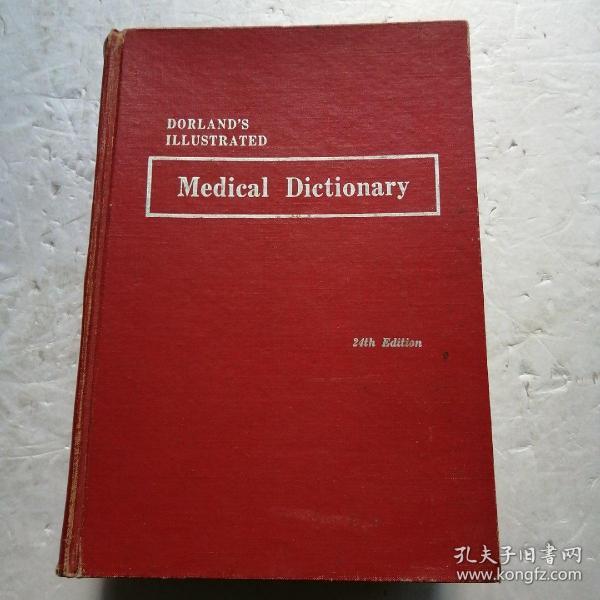 DORLAND'S
ILLUSTRATED
Medical Dictionary
24th Edition
孔夫子旧书网
www.kongfz.com